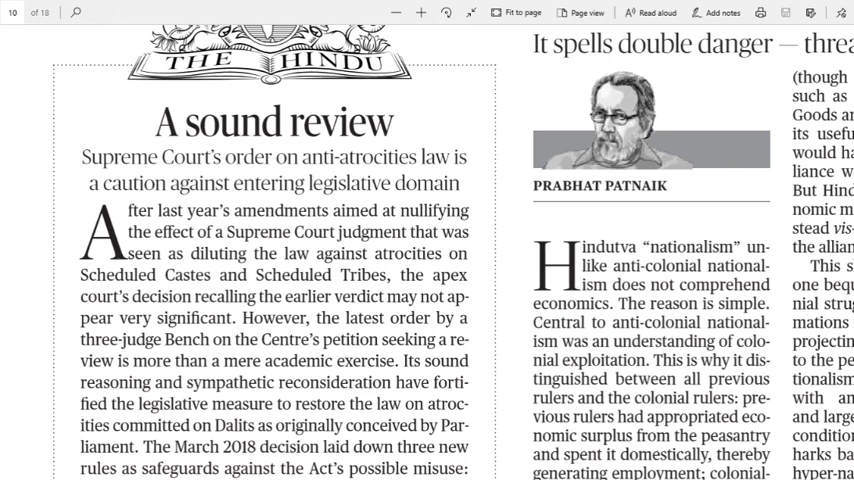 10 of 18 Fit to page Page view Read aloud Add notes
THE HINDU
A sound review
Supreme Court's order on anti-atrocities law is
a caution against entering legislative domain
After last year's amendments aimed at nullifying
the effect of a Supreme Court judgment that was
seen as diluting the law against atrocities on
Scheduled Castes and Scheduled Tribes, the apex
court's decision recalling the earlier verdict may not ap-
pear very significant. However, the latest order by a
three-judge Bench on the Centre's petition seeking a re-
view is more than a mere academic exercise. Its sound
reasoning and sympathetic reconsideration have forti-
fied the legislative measure to restore the law on atroc-
ities committed on Dalits as originally conceived by Par-
liament. The March 2018 decision laid down three new
rules as safeguards against the Act's possible misuse:
It spells double danger — threa
PRABHAT PATNAIK
Hindutva “nationalism” un-
like anti-colonial national-
ism does not comprehend
economics. The reason is simple.
Central to anti-colonial national-
ism was an understanding of colo-
nial exploitation. This is why it dis-
tinguished between all previous
rulers and the colonial rulers: pre-
vious rulers had appropriated eco-
nomic surplus from the peasantry
and spent it domestically, thereby
generating employment; colonial-
(though
such as
Goods an
its usefu
would ha
liance w
But Hind
nomic m
stead vis-
the allian
This s
one bequ
nial strug
mations
projectin
to the pe
tionalism
with an
and large
condition
harks ba
hyper-na